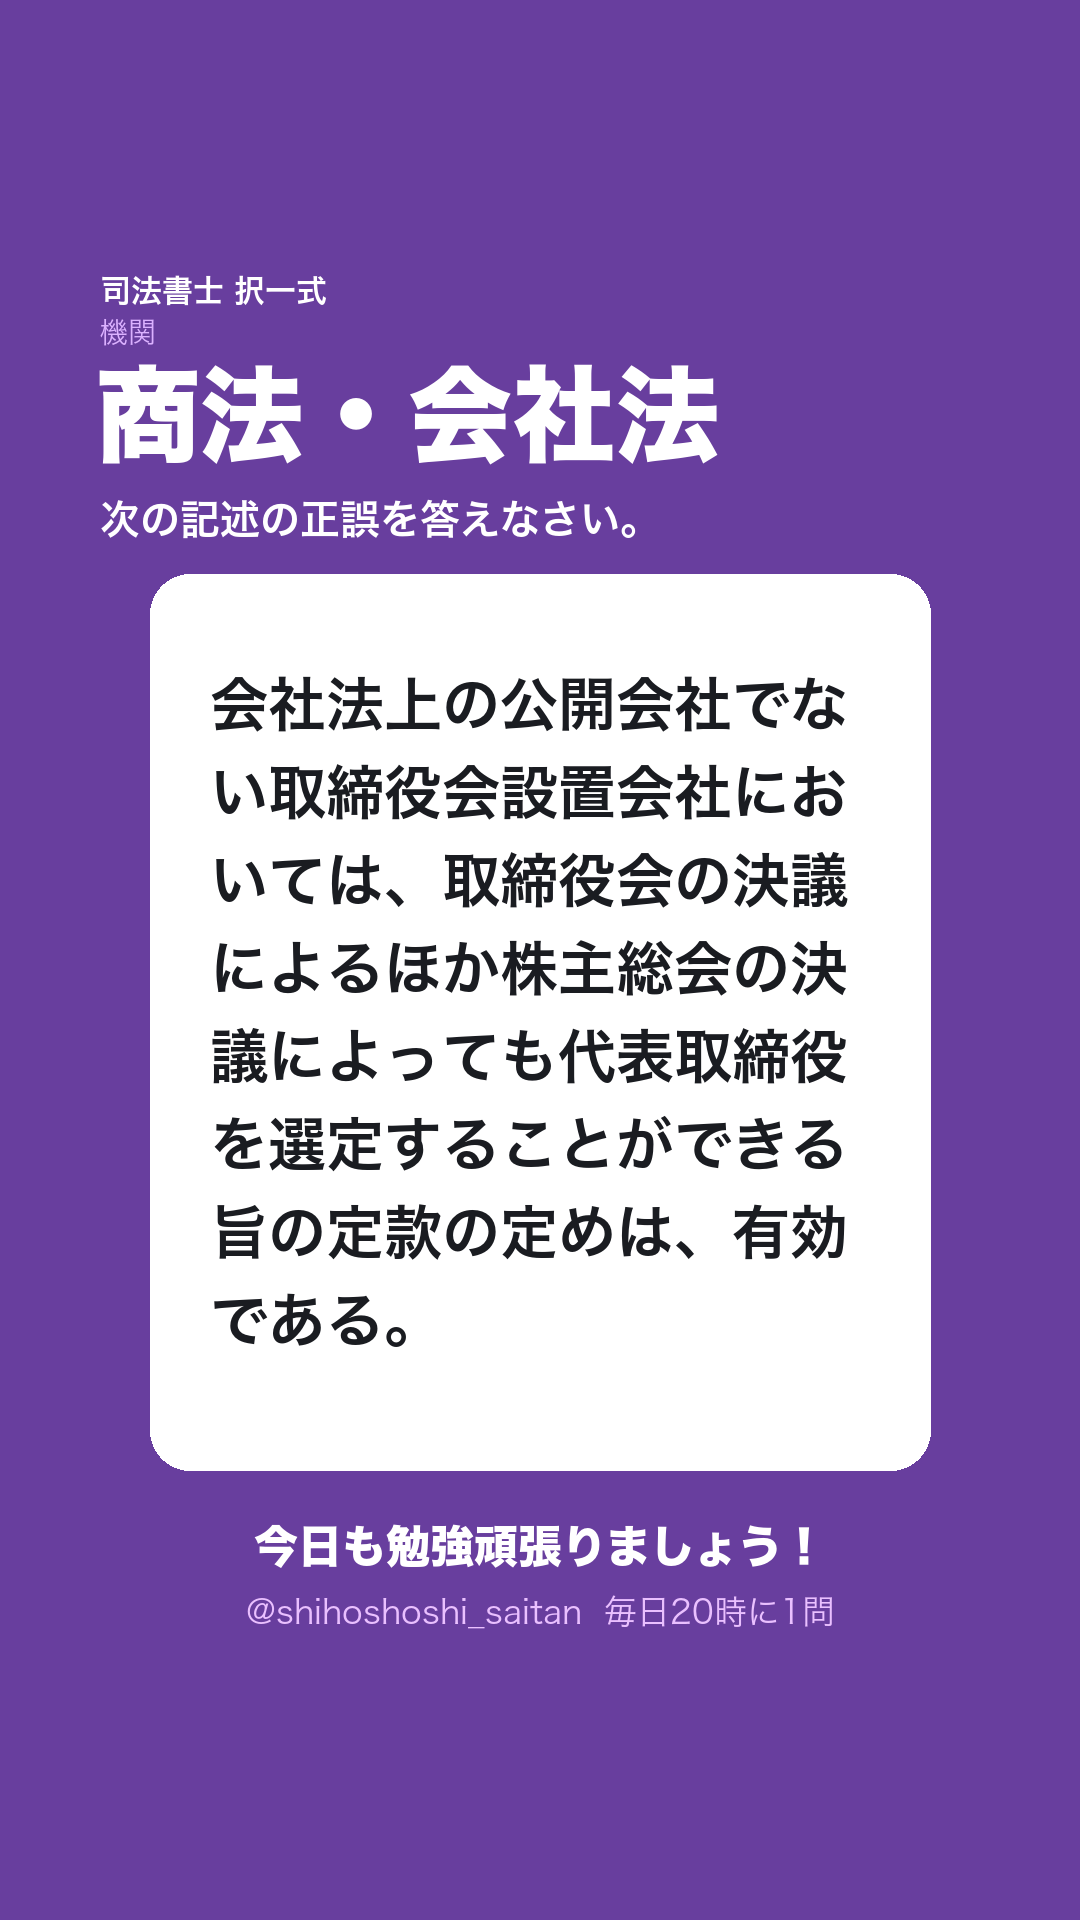 司法書士 択一式
機関
商法・会社法
次の記述の正誤を答えなさい。
会社法上の公開会社でな
い取締役会設置会社にお
いては、取締役会の決議
によるほか株主総会の決
議によっても代表取締役
を選定することができる
旨の定款の定めは、有効
である。
今日も勉強頑張りましょう！
@shihoshoshi_saitan 毎日20時に1問